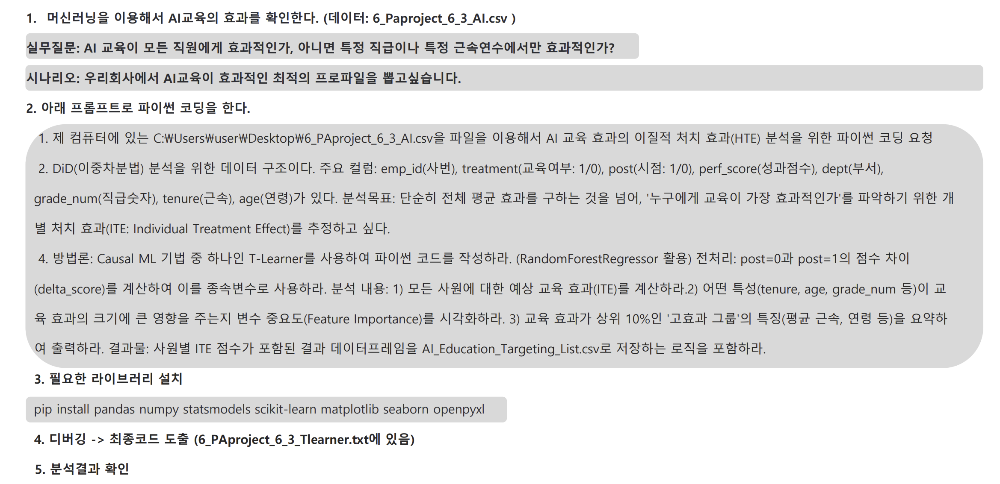 1. 머신러닝을 이용해서 AI교육의 효과를 확인한다. (데이터: 6_Paproject_6_3_AI.csv )
실무질문: AI 교육이 모든 직원에게 효과적인가, 아니면 특정 직급이나 특정 근속연수에서만 효과적인가?
시나리오: 우리회사에서 AI교육이 효과적인 최적의 프로파일을 뽑고싶습니다.
2. 아래 프롬프트로 파이썬 코딩을 한다.
1. 제 컴퓨터에 있는 C:₩Users₩user₩Desktop₩6_PAproject_6_3_AI.csv을 파일을 이용해서 AI 교육 효과의 이질적 처치 효과(HTE) 분석을 위한 파이썬 코딩 요청
2. DiD(이중차분법) 분석을 위한 데이터 구조이다. 주요 컬럼: emp_id(사번), treatment(교육여부: 1/0), post(시점: 1/0), perf_score(성과점수), dept(부서),
grade_num(직급숫자), tenure(근속), age(연령)가 있다. 분석목표: 단순히 전체 평균 효과를 구하는 것을 넘어, '누구에게 교육이 가장 효과적인가'를 파악하기 위한 개
별 처치 효과(ITE: Individual Treatment Effect)를 추정하고 싶다.
4. 방법론: Causal ML 기법 중 하나인 T-Learner를 사용하여 파이썬 코드를 작성하라. (RandomForestRegressor 활용) 전처리: post=0과 post=1의 점수 차이
(delta_score)를 계산하여 이를 종속변수로 사용하라. 분석 내용: 1) 모든 사원에 대한 예상 교육 효과(ITE)를 계산하라.2) 어떤 특성(tenure, age, grade_num 등)이 교
육 효과의 크기에 큰 영향을 주는지 변수 중요도(Feature Importance)를 시각화하라. 3) 교육 효과가 상위 10%인 '고효과 그룹'의 특징(평균 근속, 연령 등)을 요약하
여 출력하라. 결과물: 사원별 ITE 점수가 포함된 결과 데이터프레임을 AI_Education_Targeting_List.csv로 저장하는 로직을 포함하라.
3. 필요한 라이브러리 설치
pip install pandas numpy statsmodels scikit-learn matplotlib seaborn openpyxl
4. 디버깅 -> 최종코드 도출 (6_PAproject_6_3_Tlearner.txt에 있음)
5. 분석결과 확인